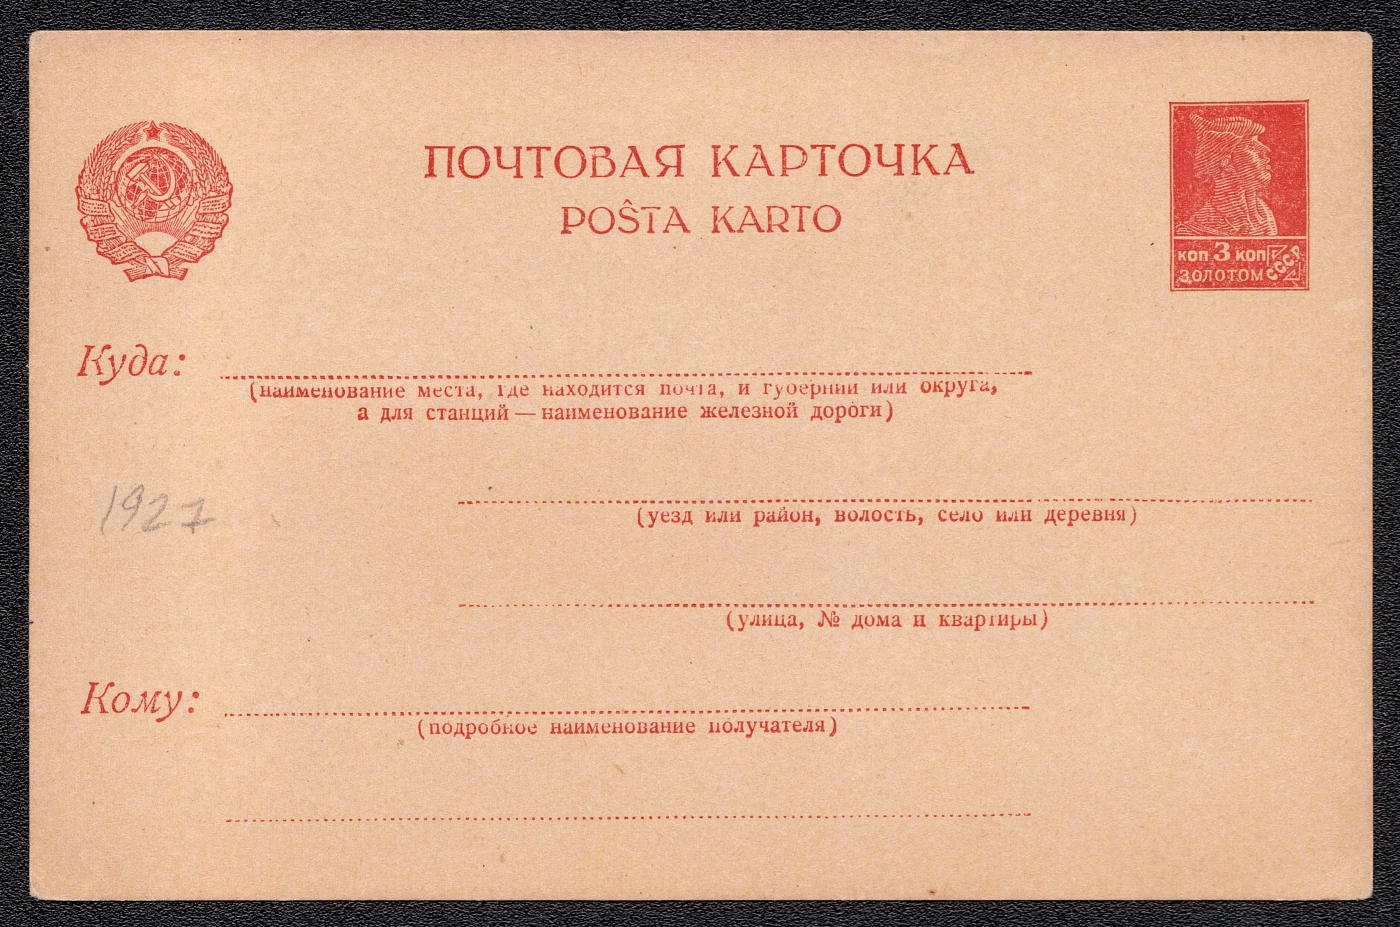 ПОЧТОВАЯ КАРТОЧКА
POŜTA KARTO
КОП 3 КОП
ЗОЛОТОМ СССР
Куда:
(наименование места, где находится почта, и губернии или округа,
а для станций — наименование железной дороги)
1927
(уезд или район, волость, село или деревня)
(улица, № дома и квартиры)
Кому:
(подробное наименование получателя)